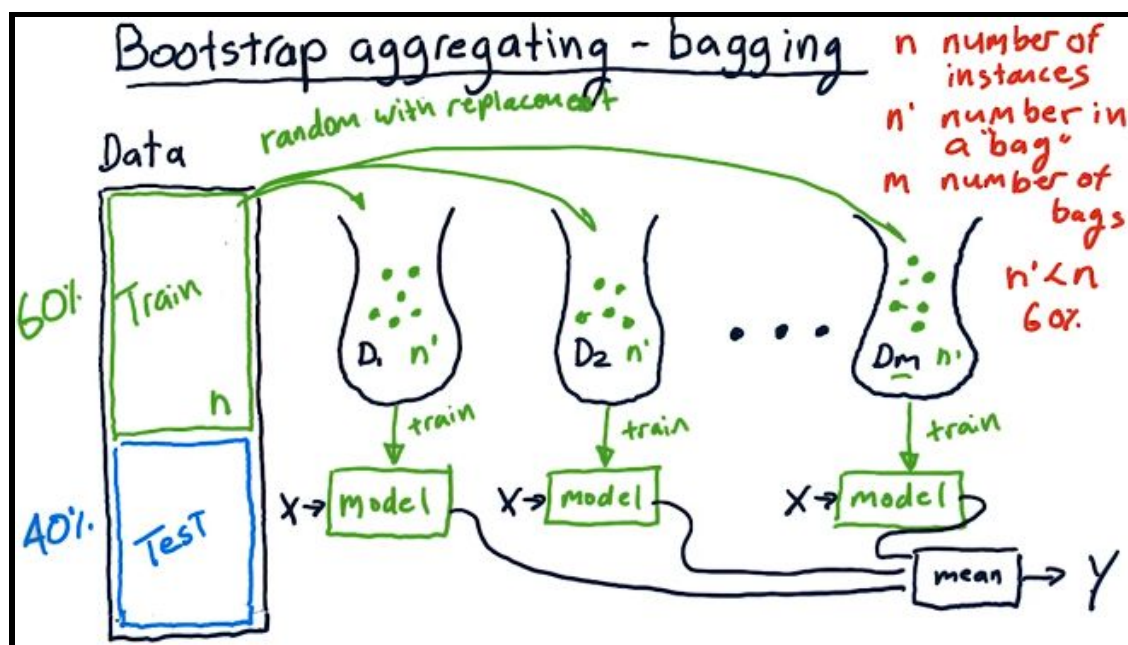 Bootstrap aggregating - bagging
n number of
instances
n' number in
a "bag"
m number of
bags
n' < n
60%
random with replacement
Data
60%
Train
n
40%
Test
D1 n'
D2 n'
Dm n'
train
train
train
X → model
X → model
X → model
mean → Y